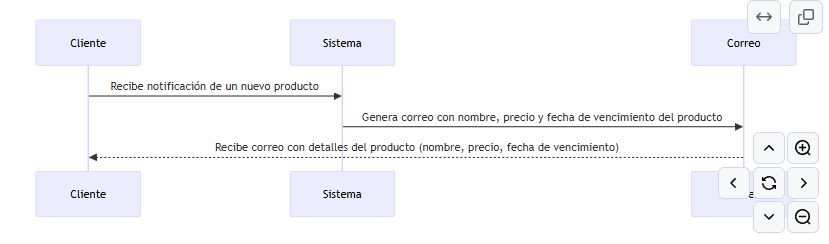 Cliente
Sistema
Correo
Recibe notificación de un nuevo producto
Genera correo con nombre, precio y fecha de vencimiento del producto
Recibe correo con detalles del producto (nombre, precio, fecha de vencimiento)
Cliente
Sistema